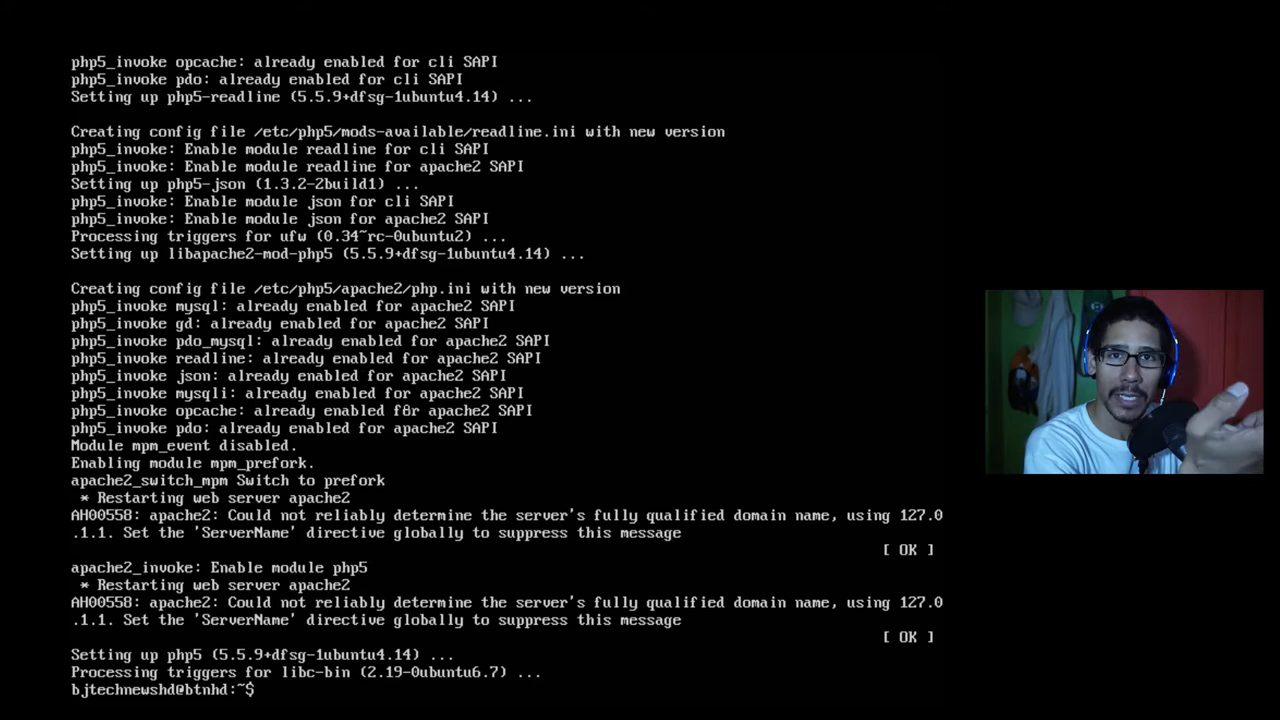 php5_invoke opcache: already enabled for cli SAPI
php5_invoke pdo: already enabled for cli SAPI
Setting up php5-readline (5.5.9+dfsg-1ubuntu4.14) ...
Creating config file /etc/php5/mods-available/readline.ini with new version
php5_invoke: Enable module readline for cli SAPI
php5_invoke: Enable module readline for apache2 SAPI
Setting up php5-json (1.3.2-2build1) ...
php5_invoke: Enable module json for cli SAPI
php5_invoke: Enable module json for apache2 SAPI
Processing triggers for ufw (0.34~rc-0ubuntu2) ...
Setting up libapache2-mod-php5 (5.5.9+dfsg-1ubuntu4.14) ...
Creating config file /etc/php5/apache2/php.ini with new version
php5_invoke mysql: already enabled for apache2 SAPI
php5_invoke gd: already enabled for apache2 SAPI
php5_invoke pdo_mysql: already enabled for apache2 SAPI
php5_invoke readline: already enabled for apache2 SAPI
php5_invoke json: already enabled for apache2 SAPI
php5_invoke mysqli: already enabled for apache2 SAPI
php5_invoke opcache: already enabled for apache2 SAPI
php5_invoke pdo: already enabled for apache2 SAPI
Module mpm_event disabled.
Enabling module mpm_prefork.
apache2_switch_mpm Switch to prefork
 * Restarting web server apache2
AH00558: apache2: Could not reliably determine the server's fully qualified domain name, using 127.0
.1.1. Set the 'ServerName' directive globally to suppress this message
[ OK ]
apache2_invoke: Enable module php5
 * Restarting web server apache2
AH00558: apache2: Could not reliably determine the server's fully qualified domain name, using 127.0
.1.1. Set the 'ServerName' directive globally to suppress this message
[ OK ]
Setting up php5 (5.5.9+dfsg-1ubuntu4.14) ...
Processing triggers for libc-bin (2.19-0ubuntu6.7) ...
bjtechnewshd@btnhd:~$